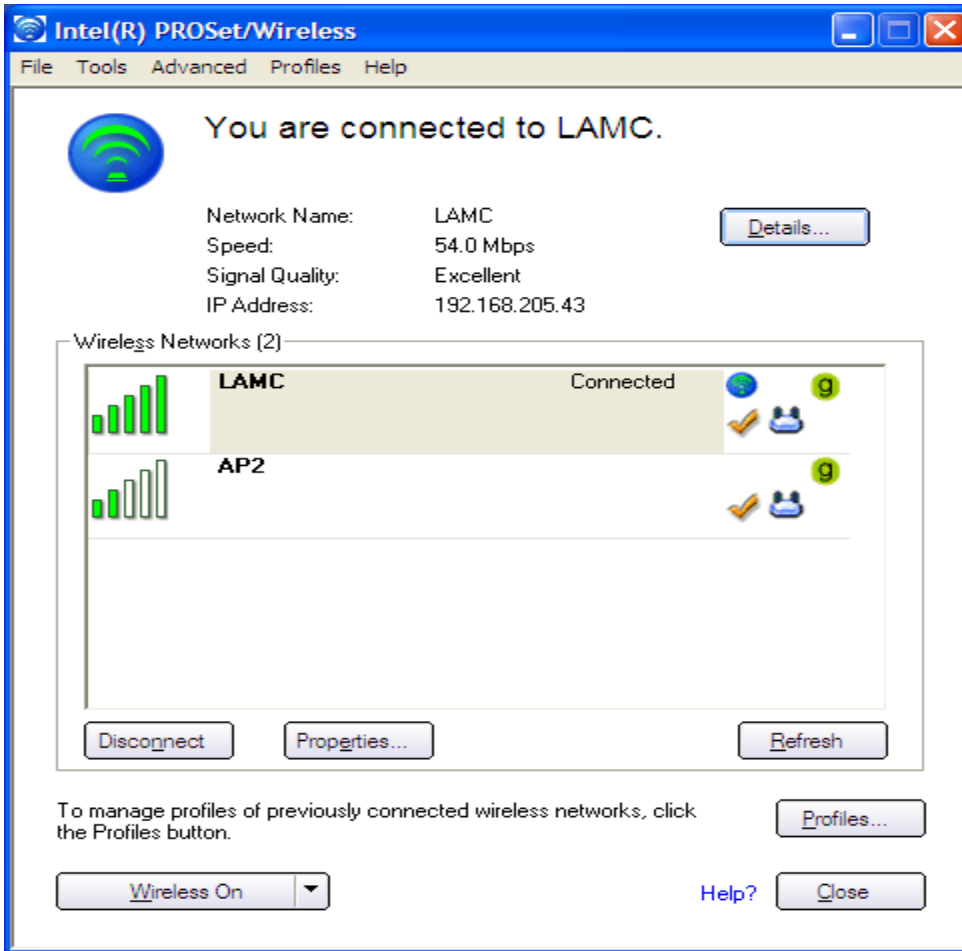 Intel(R) PROSet/Wireless
File Tools Advanced Profiles Help
You are connected to LAMC.
Network Name: LAMC
Details...
Speed: 54.0 Mbps
Signal Quality: Excellent
IP Address: 192.168.205.43
Wireless Networks (2)
LAMC Connected g
AP2 g
Disconnect Properties... Refresh
To manage profiles of previously connected wireless networks, click
the Profiles button.
Profiles...
Wireless On Help? Close